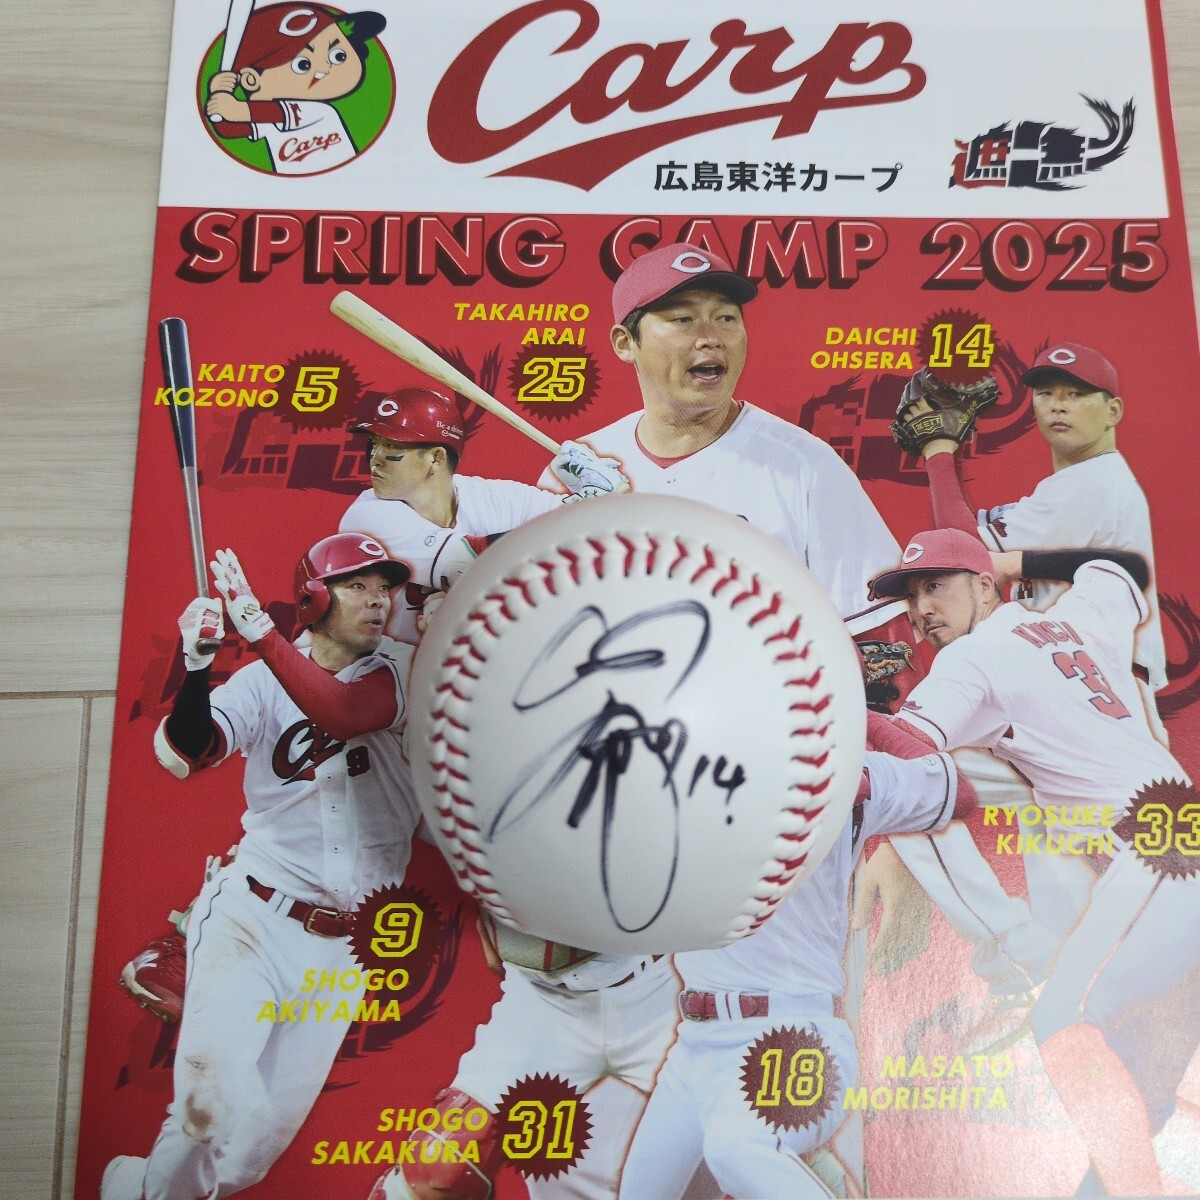 Carp
Carp
広島東洋カープ
SPRING CAMP 2025
TAKAHIRO
ARAI
25
DAICHI
OHSERA
14
KAITO
KOZONO
5
14.
RYOSUKE
KIKUCHI
33
9
SHOGO
AKIYAMA
18
MASATO
MORISHITA
SHOGO
SAKAKURA
31